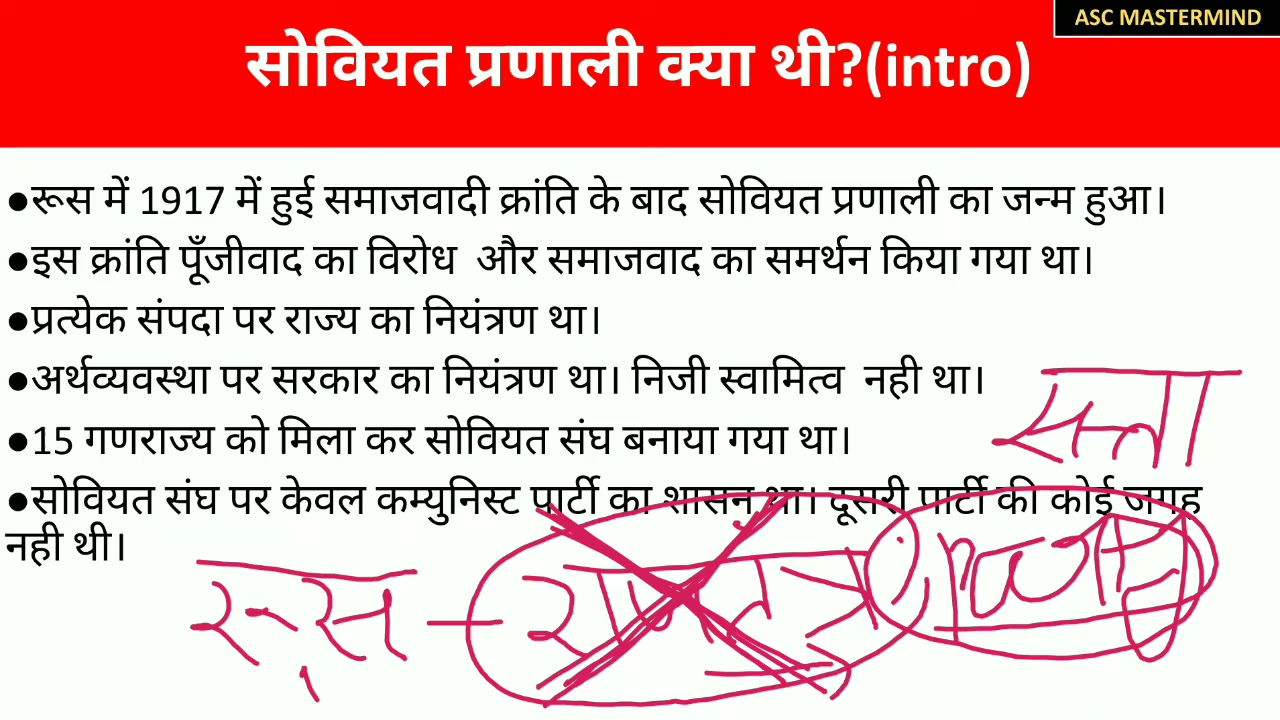 ASC MASTERMIND
सोवियत प्रणाली क्या थी?(intro)
●रूस में 1917 में हुई समाजवादी क्रांति के बाद सोवियत प्रणाली का जन्म हुआ।
●इस क्रांति पूँजीवाद का विरोध और समाजवाद का समर्थन किया गया था।
●प्रत्येक संपदा पर राज्य का नियंत्रण था।
●अर्थव्यवस्था पर सरकार का नियंत्रण था। निजी स्वामित्व नही था।
●15 गणराज्य को मिला कर सोवियत संघ बनाया गया था।
सत्ता
●सोवियत संघ पर केवल कम्युनिस्ट पार्टी का शासन था। दूसरी पार्टी की कोई जगह
नही थी।
रूस - राजतंत्र